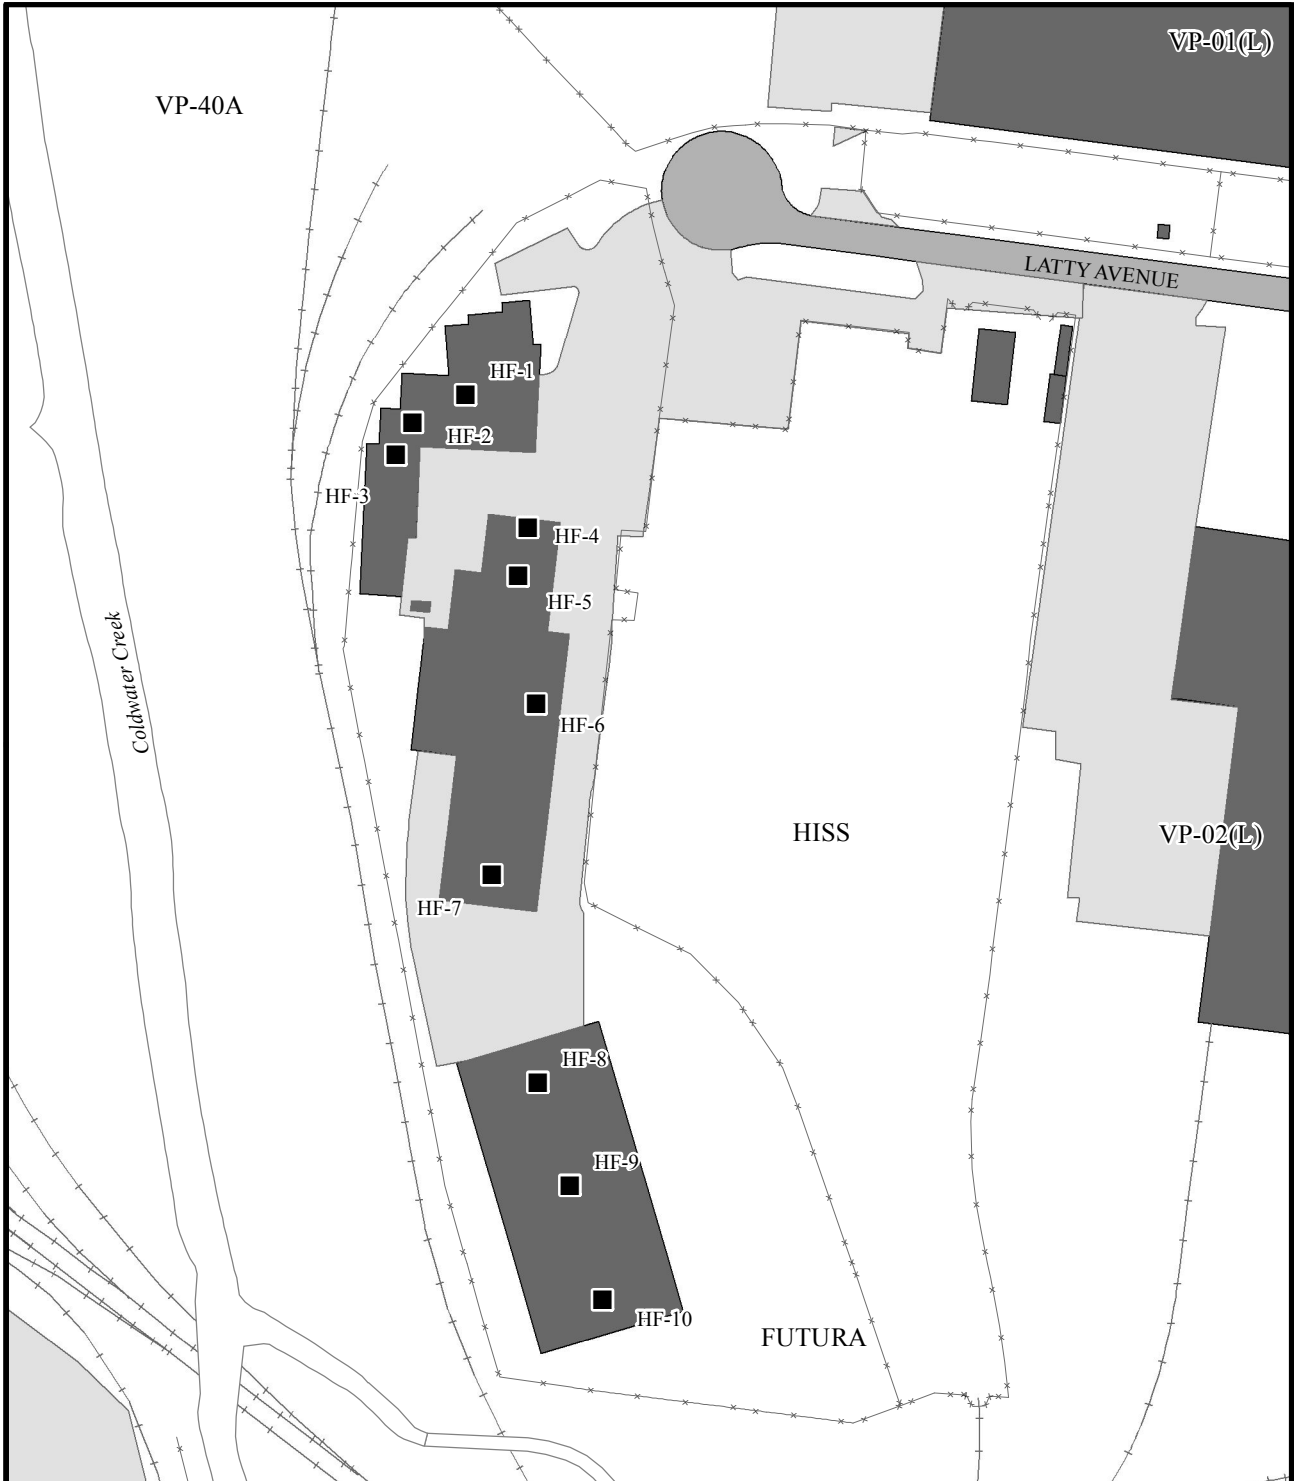 VP-01(L)
VP-40A
LATTY AVENUE
HF-1
HF-2
HF-3
HF-4
HF-5
Coldwater Creek
HF-6
HISS
VP-02(L)
HF-7
HF-8
HF-9
HF-10
FUTURA